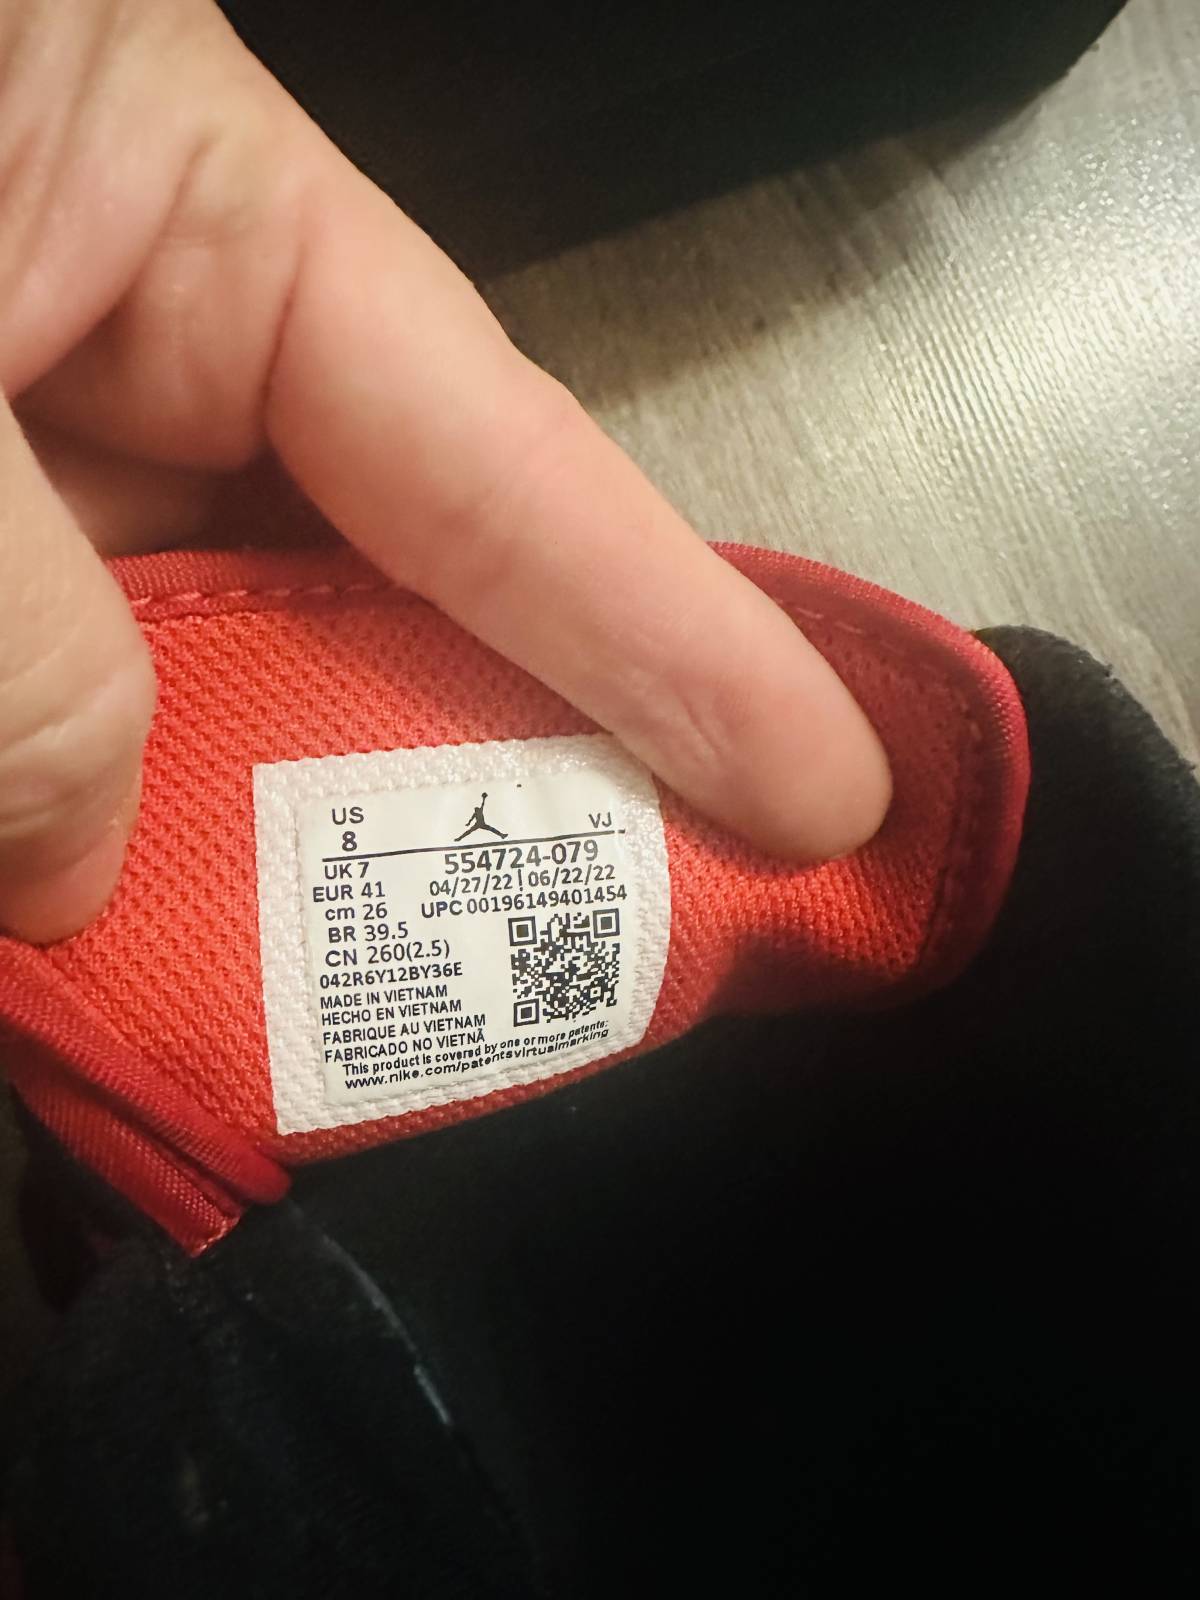 US
8
VJ
UK 7
554724-079
EUR 41
04/27/22 | 06/22/22
cm 26
UPC 00196149401454
BR 39.5
CN 260(2.5)
042R6Y12BY36E
MADE IN VIETNAM
HECHO EN VIETNAM
FABRIQUE AU VIETNAM
FABRICADO NO VIETNÃ
This product is covered by one or more patents:
www.nike.com/patentsvirtualmarking